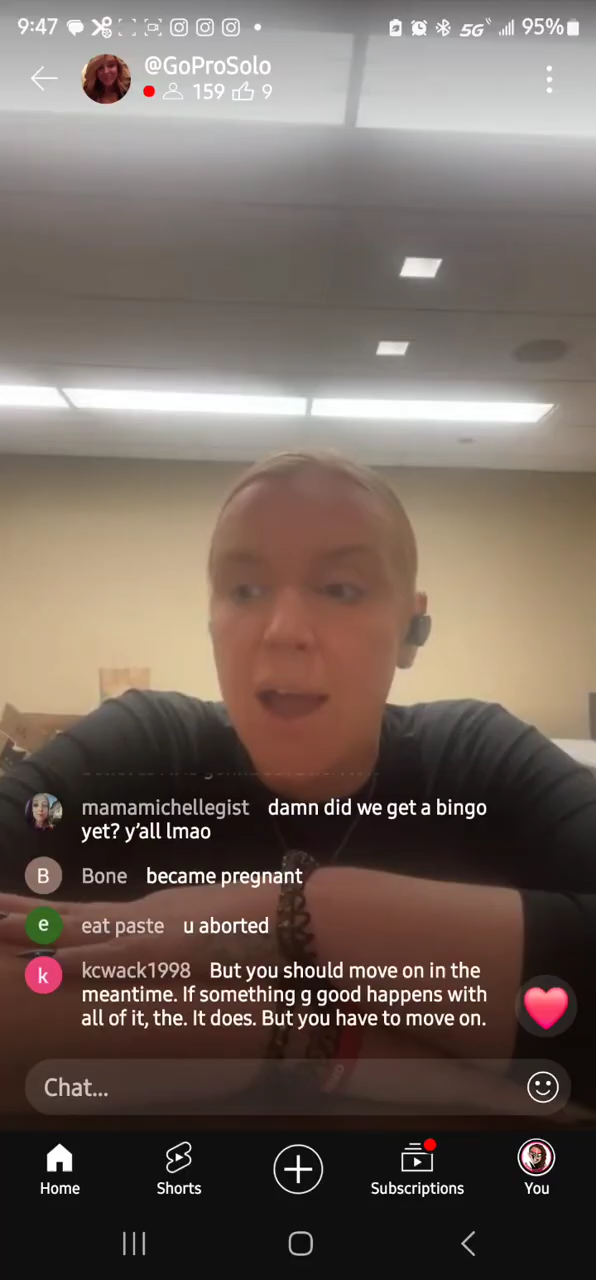 9:47 5G 95%
@GoProSolo
159 9
mamamichellegist damn did we get a bingo
yet? y'all lmao
B Bone became pregnant
e eat paste u aborted
k kcwack1998 But you should move on in the
meantime. If something g good happens with
all of it, the. It does. But you have to move on.
Chat...
Home Shorts Subscriptions You